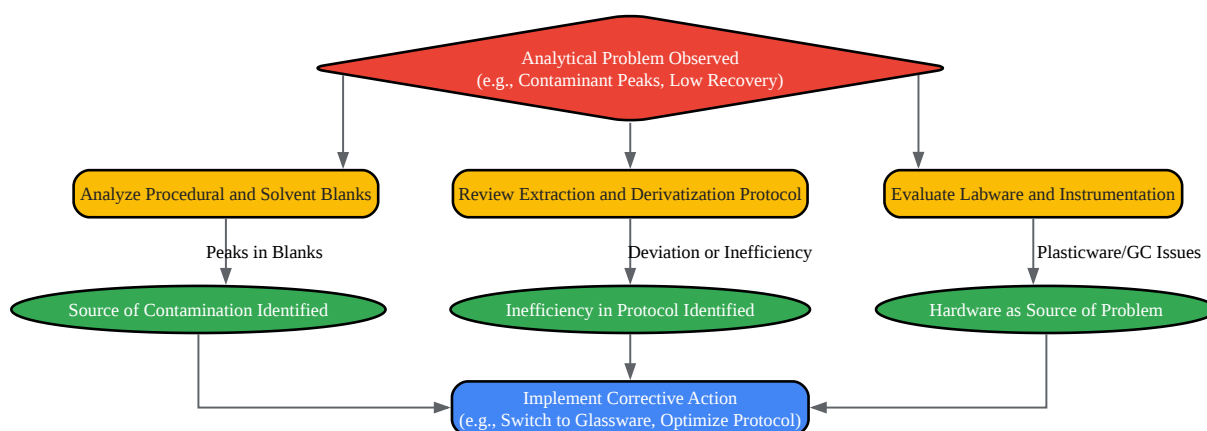 Analytical Problem Observed
(e.g., Contaminant Peaks, Low Recovery)
Analyze Procedural and Solvent Blanks
Review Extraction and Derivatization Protocol
Evaluate Labware and Instrumentation
Peaks in Blanks
Deviation or Inefficiency
Plasticware/GC Issues
Source of Contamination Identified
Inefficiency in Protocol Identified
Hardware as Source of Problem
Implement Corrective Action
(e.g., Switch to Glassware, Optimize Protocol)